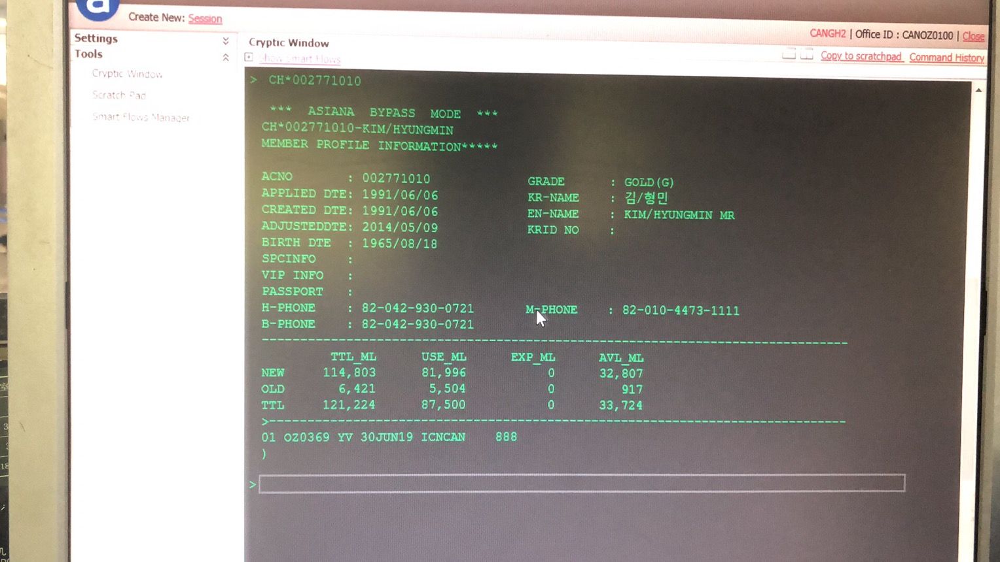 a
Create New: Session
CANGH2 | Office ID : CANOZ0100 | Close
Settings
Tools
Cryptic Window
Scratch Pad
Smart Flows Manager
Cryptic Window
Show Smart Flows
Copy to scratchpad Command History
> CH*002771010
*** ASIANA BYPASS MODE ***
CH*002771010-KIM/HYUNGMIN
MEMBER PROFILE INFORMATION*****
ACNO : 002771010 GRADE : GOLD(G)
APPLIED DTE: 1991/06/06 KR-NAME : 김/형민
CREATED DTE: 1991/06/06 EN-NAME : KIM/HYUNGMIN MR
ADJUSTEDDTE: 2014/05/09 KRID NO :
BIRTH DTE : 1965/08/18
SPCINFO :
VIP INFO :
PASSPORT :
H-PHONE : 82-042-930-0721 M-PHONE : 82-010-4473-1111
B-PHONE : 82-042-930-0721
--------------------------------------------------------------------------------
TTL_ML USE_ML EXP_ML AVL_ML
NEW 114,803 81,996 0 32,807
OLD 6,421 5,504 0 917
TTL 121,224 87,500 0 33,724
>-------------------------------------------------------------------------------
01 OZ0369 YV 30JUN19 ICNCAN 888
)
>